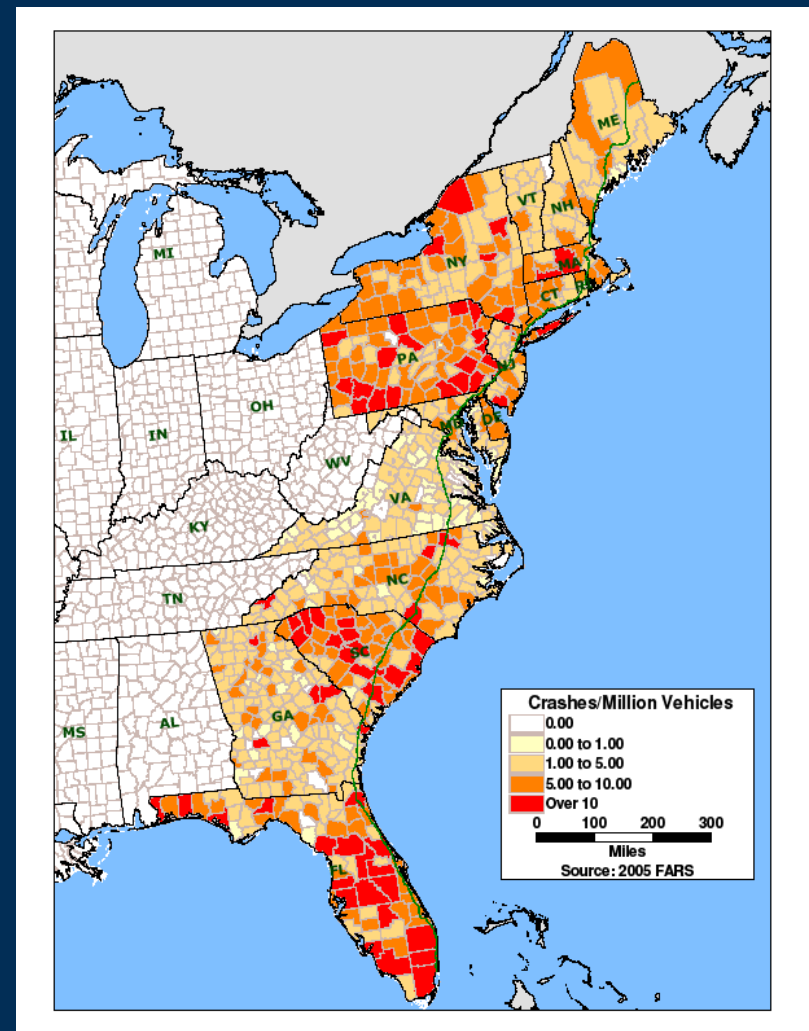 ME
VT
NH
MI
NY
MA
CT
RI
PA
NJ
OH
IL
IN
MD
DE
WV
VA
KY
NC
TN
SC
GA
AL
MS
Crashes/Million Vehicles
0.00
0.00 to 1.00
1.00 to 5.00
5.00 to 10.00
Over 10
0 100 200 300
Miles
Source: 2005 FARS
FL